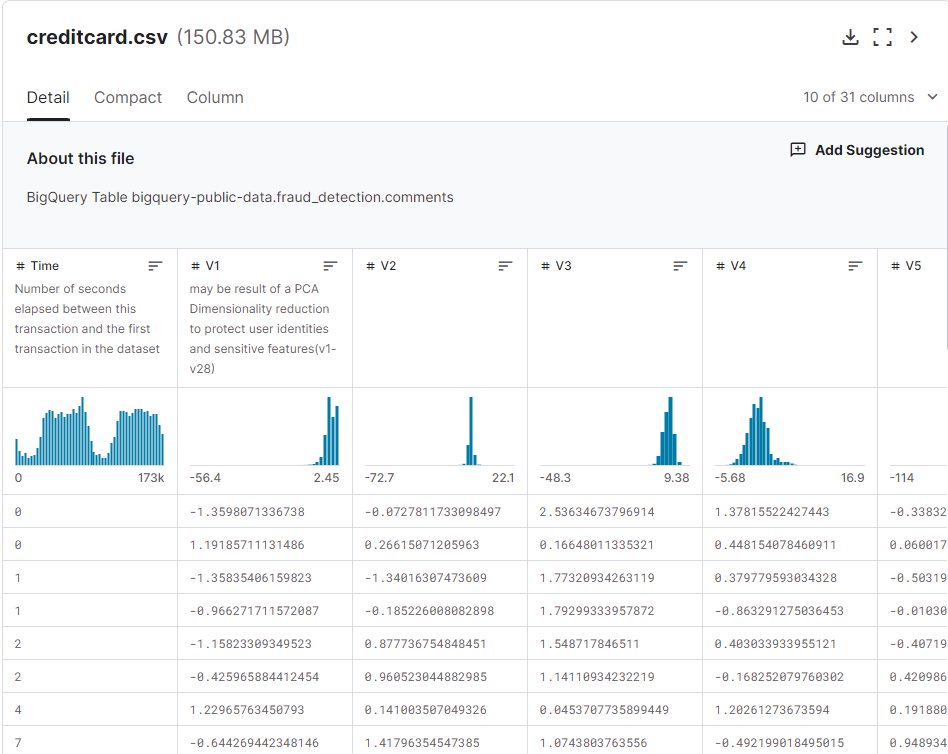 creditcard.csv (150.83 MB)
Detail Compact Column 10 of 31 columns
About this file
Add Suggestion
BigQuery Table bigquery-public-data.fraud_detection.comments
# Time # V1 # V2 # V3 # V4 # V5
Number of seconds
elapsed between this
transaction and the first
transaction in the dataset
may be result of a PCA
Dimensionality reduction
to protect user identities
and sensitive features(v1-
v28)
0 173k -56.4 2.45 -72.7 22.1 -48.3 9.38 -5.68 16.9 -114
0 -1.3598071336738 -0.0727811733098497 2.53634673796914 1.37815522427443 -0.33832
0 1.19185711131486 0.26615071205963 0.16648011335321 0.448154078460911 0.060017
1 -1.35835406159823 -1.34016307473609 1.77320934263119 0.379779593034328 -0.50319
1 -0.966271711572087 -0.185226008082898 1.79299333957872 -0.863291275036453 -0.01030
2 -1.15823309349523 0.877736754848451 1.548717846511 0.403033933955121 -0.40719
2 -0.425965884412454 0.960523044882985 1.14110934232219 -0.168252079760302 0.420986
4 1.22965763450793 0.141003507049326 0.0453707735899449 1.20261273673594 0.191880
7 -0.644269442348146 1.41796354547385 1.0743803763556 -0.492199018495015 0.948934